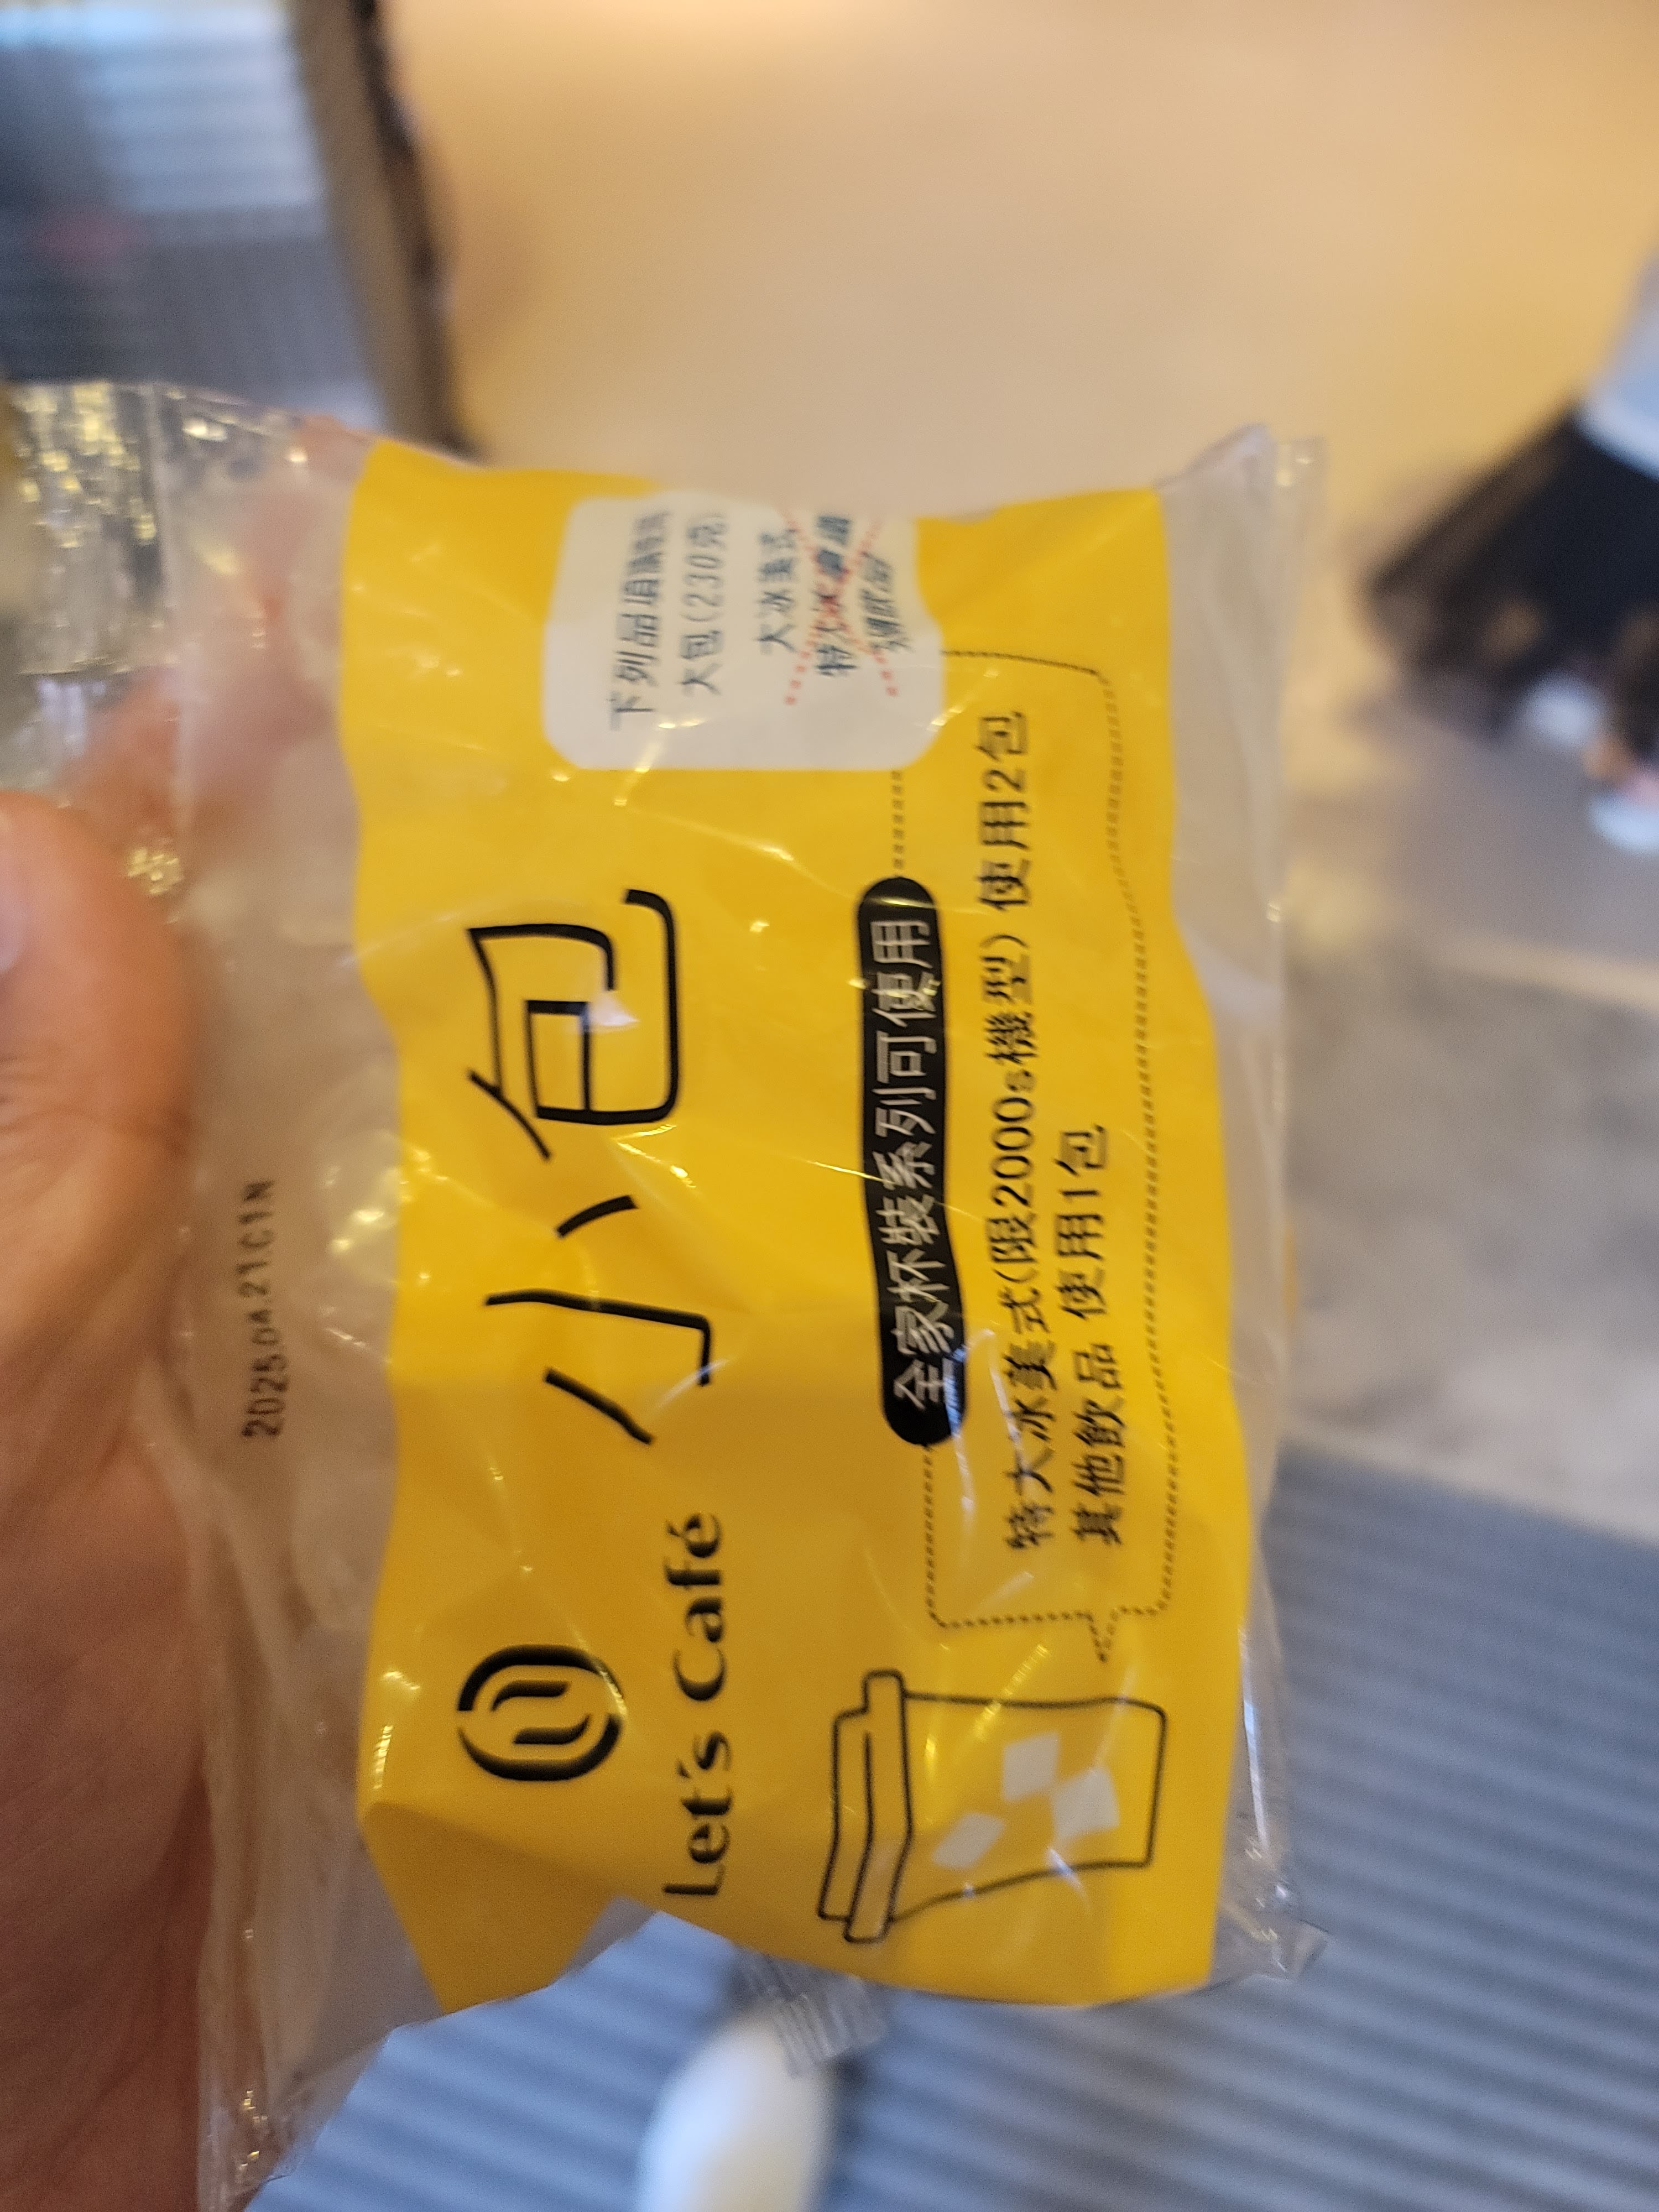 Let's Café
小包
下列品項請使用
大包(230克)
大冰美式
全家杯裝系列可使用
特大冰美式(限2000s機型) 使用2包
其他飲品 使用1包
2025.04.21C1N